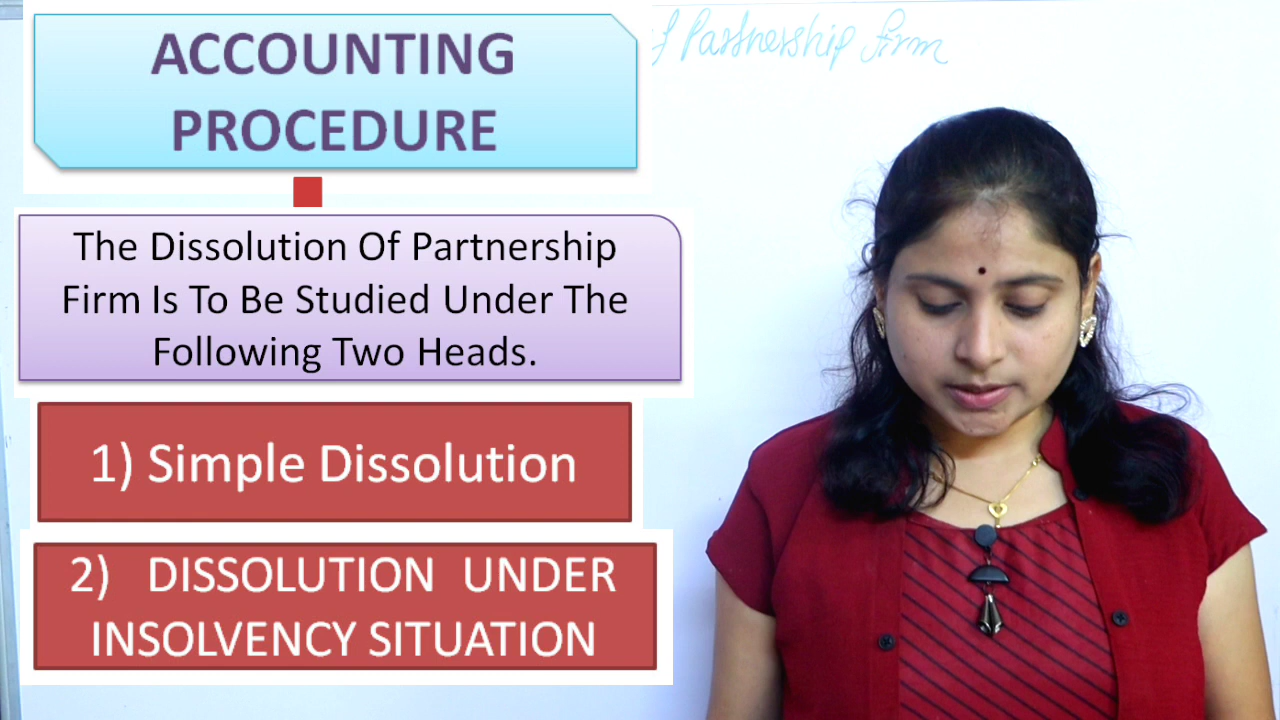 ACCOUNTING
PROCEDURE
The Dissolution Of Partnership
Firm Is To Be Studied Under The
Following Two Heads.
1) Simple Dissolution
2) DISSOLUTION UNDER
INSOLVENCY SITUATION
Partnership Firm